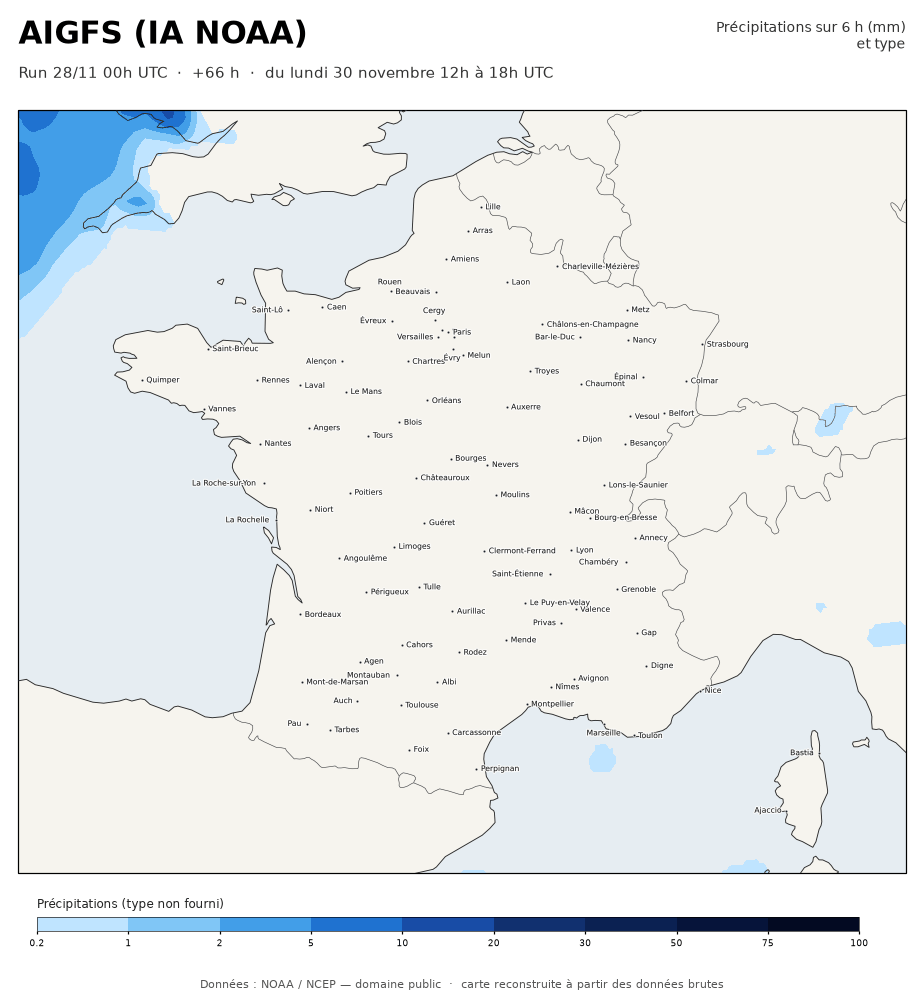 AIGFS (IA NOAA)
Précipitations sur 6 h (mm)
et type
Run 28/11 00h UTC · +66 h · du lundi 30 novembre 12h à 18h UTC
Lille
Arras
Amiens
Charleville-Mézières
Rouen
Beauvais
Laon
Saint-Lô
Caen
Cergy
Metz
Évreux
Châlons-en-Champagne
Versailles
Paris
Bar-le-Duc
Nancy
Strasbourg
Saint-Brieuc
Alençon
Chartres
Évry
Melun
Quimper
Rennes
Laval
Le Mans
Troyes
Chaumont
Épinal
Colmar
Vannes
Orléans
Auxerre
Vesoul
Belfort
Angers
Blois
Tours
Nantes
Dijon
Besançon
Bourges
Nevers
La Roche-sur-Yon
Châteauroux
Lons-le-Saunier
Poitiers
Moulins
Niort
Mâcon
Bourg-en-Bresse
La Rochelle
Guéret
Annecy
Limoges
Clermont-Ferrand
Lyon
Angoulême
Chambéry
Saint-Étienne
Périgueux
Tulle
Grenoble
Bordeaux
Aurillac
Le Puy-en-Velay
Valence
Privas
Gap
Mende
Cahors
Rodez
Agen
Digne
Montauban
Mont-de-Marsan
Albi
Avignon
Nîmes
Nice
Auch
Toulouse
Montpellier
Pau
Tarbes
Carcassonne
Marseille
Toulon
Foix
Bastia
Perpignan
Ajaccio
Précipitations (type non fourni)
0.2 1 2 5 10 20 30 50 75 100
Données : NOAA / NCEP — domaine public · carte reconstruite à partir des données brutes